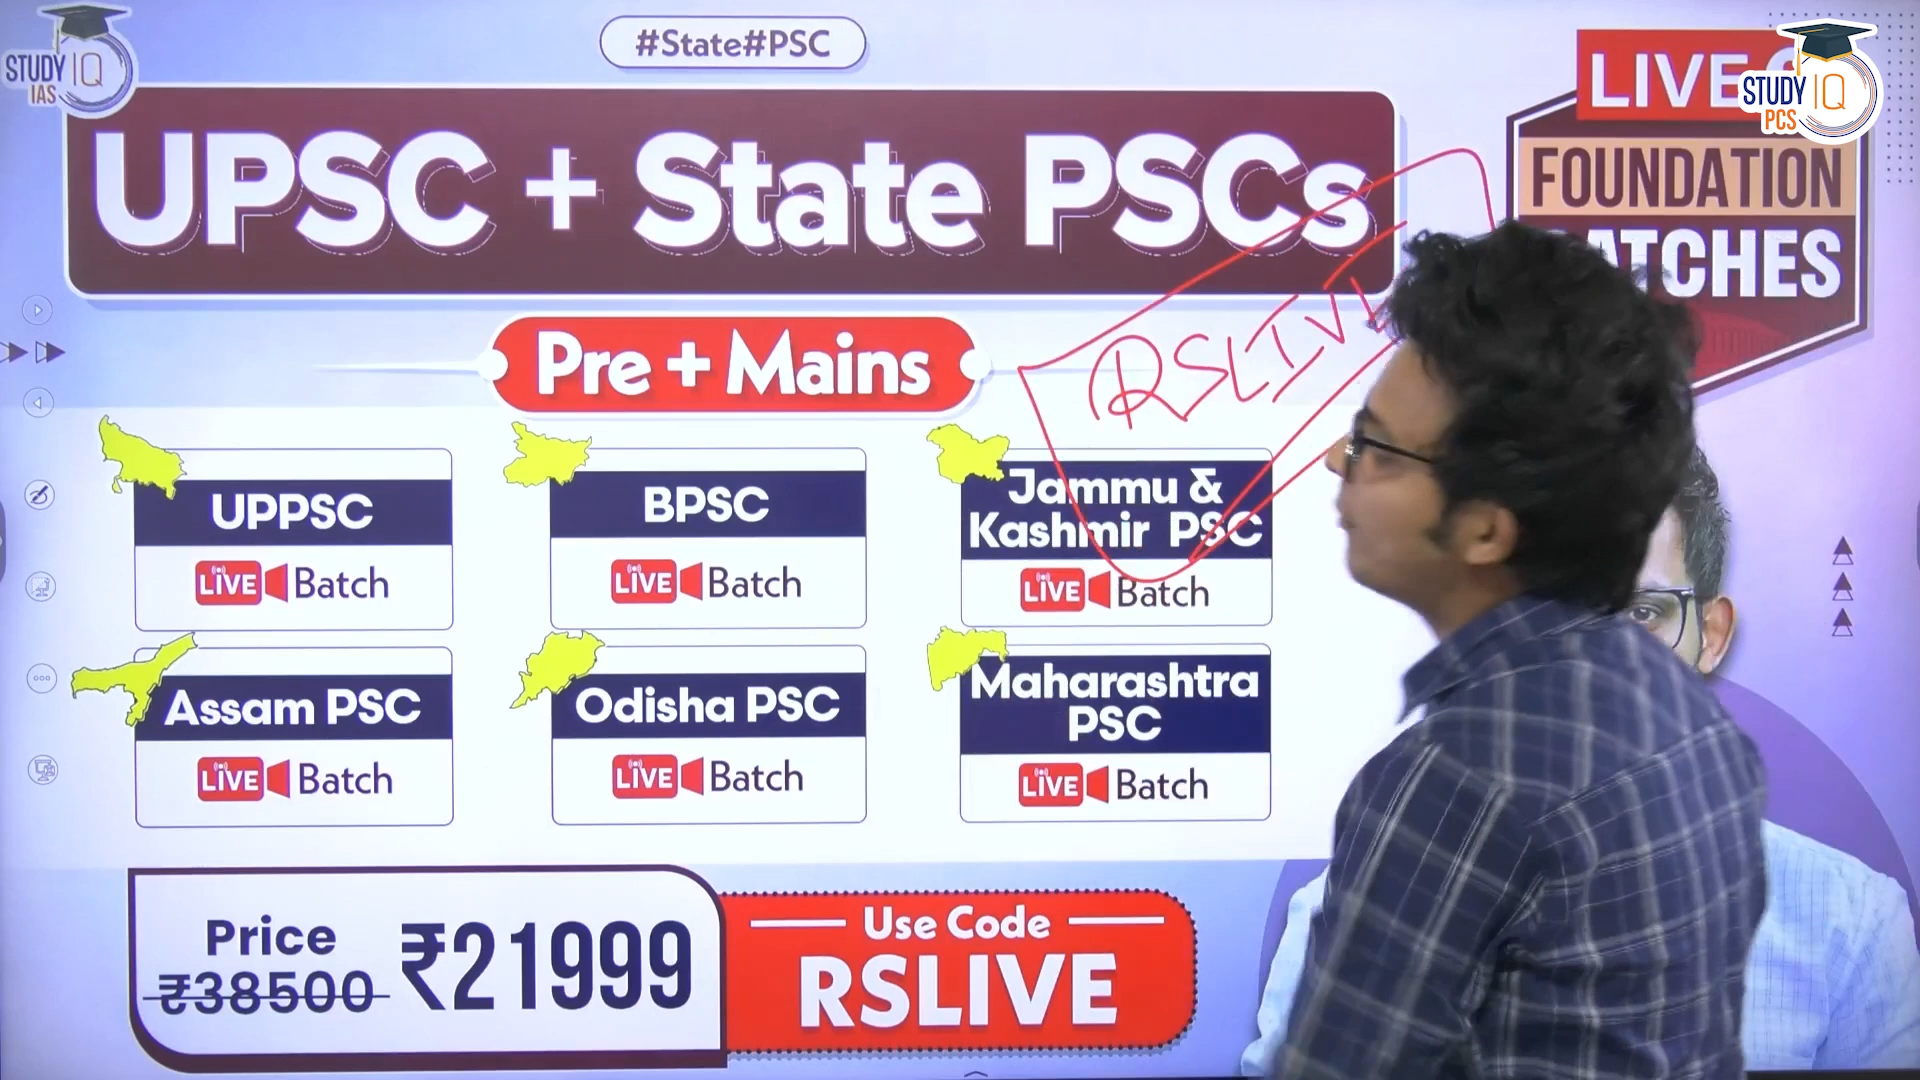 STUDY IQ
IAS
#State#PSC
LIVE
STUDY IQ
PCS
UPSC + State PSCs
FOUNDATION
BATCHES
Pre + Mains
RSLIVE
UPPSC
LIVE Batch
BPSC
LIVE Batch
Jammu &
Kashmir PSC
LIVE Batch
Assam PSC
LIVE Batch
Odisha PSC
LIVE Batch
Maharashtra
PSC
LIVE Batch
Price
₹38500
₹21999
Use Code
RSLIVE